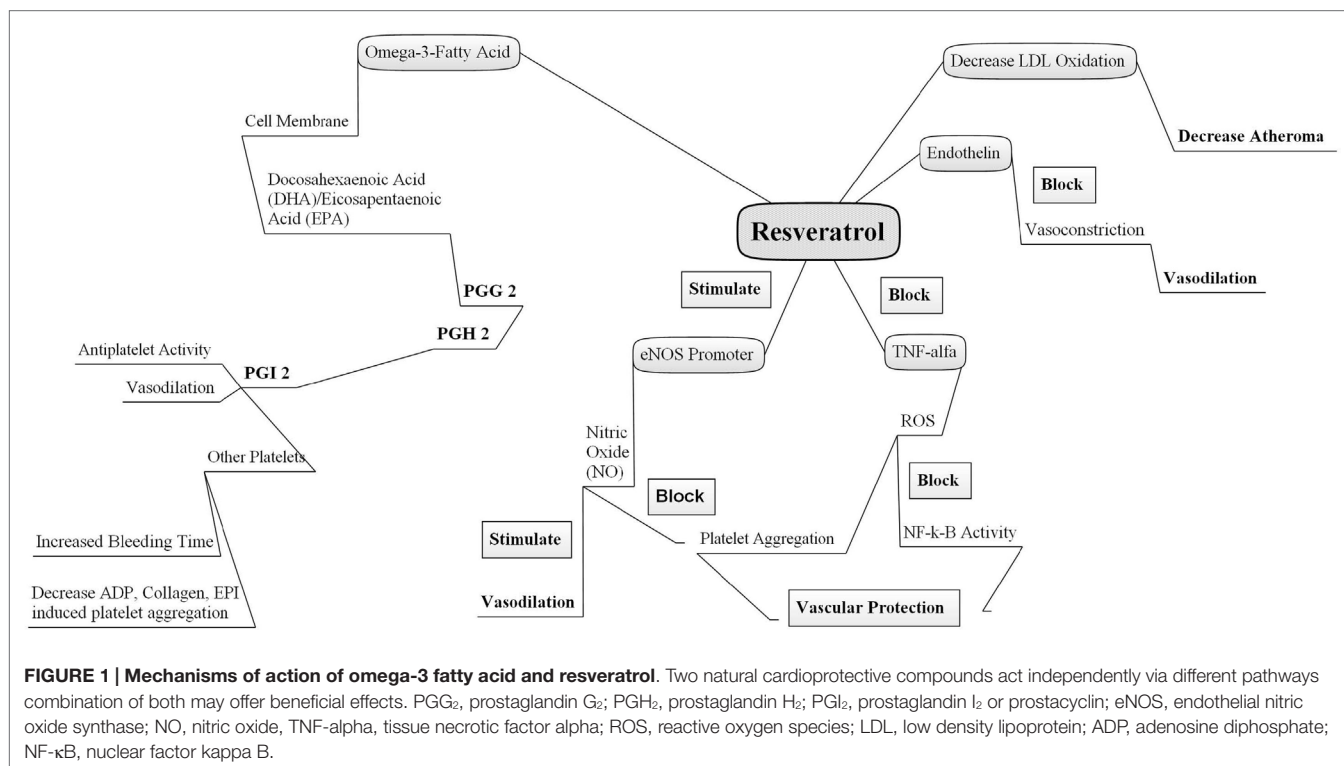 Omega-3-Fatty Acid
Decrease LDL Oxidation
Cell Membrane
Decrease Atheroma
Endothelin
Docosahexaenoic Acid
(DHA)/Eicosapentaenoic
Acid (EPA)
Block
Resveratrol
Vasoconstriction
Vasodilation
PGG 2
Stimulate
Block
PGH 2
eNOS Promoter
TNF-alfa
Antiplatelet Activity
PGI 2
Vasodilation
Nitric
Oxide
(NO)
ROS
Other Platelets
Block
Block
Increased Bleeding Time
Stimulate
Platelet Aggregation
NF-k-B Activity
Decrease ADP, Collagen, EPI
induced platelet aggregation
Vasodilation
Vascular Protection
FIGURE 1 | Mechanisms of action of omega-3 fatty acid and resveratrol. Two natural cardioprotective compounds act independently via different pathways
combination of both may offer beneficial effects. PGG₂, prostaglandin G₂; PGH₂, prostaglandin H₂; PGI₂, prostaglandin I₂ or prostacyclin; eNOS, endothelial nitric
oxide synthase; NO, nitric oxide, TNF-alpha, tissue necrotic factor alpha; ROS, reactive oxygen species; LDL, low density lipoprotein; ADP, adenosine diphosphate;
NF-κB, nuclear factor kappa B.